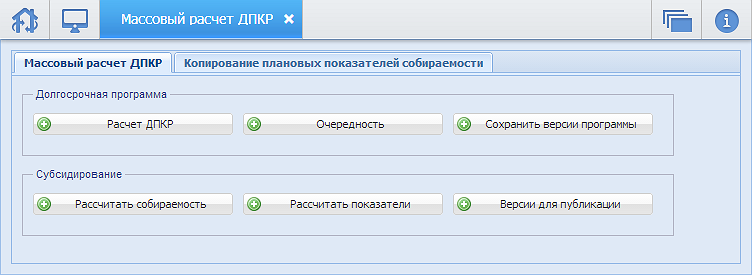 Массовый расчет ДПКР
Массовый расчет ДПКР Копирование плановых показателей собираемости
Долгосрочная программа
Расчет ДПКР Очередность Сохранить версии программы
Субсидирование
Рассчитать собираемость Рассчитать показатели Версии для публикации